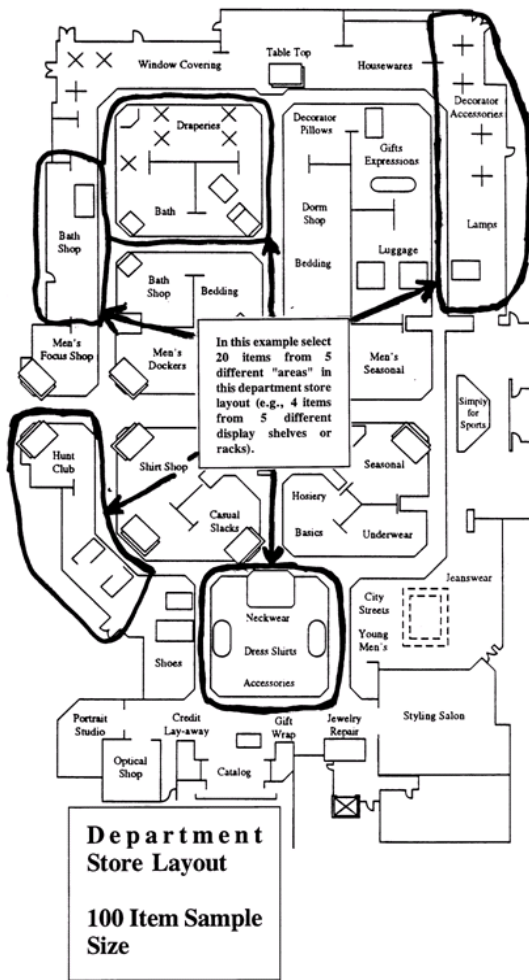 Table Top
Window Covering
Housewares
Draperies
Decorator
Pillows
Decorator
Accessories
Gifts
Expressions
Bath
Shop
Bath
Dorm
Shop
Lamps
Luggage
Bath
Shop
Bedding
Bedding
Men's
Focus Shop
Men's
Dockers
In this example select
20 items from 5
different "areas" in
this department store
layout (e.g., 4 items
from 5 different
display shelves or
racks).
Men's
Seasonal
Simply
for
Sports
Hunt
Club
Shirt Shop
Seasonal
Casual
Slacks
Hosiery
Basics
Underwear
Jeanswear
City
Streets
Young
Men's
Shoes
Neckwear
Dress Shirts
Accessories
Portrait
Studio
Credit
Lay-away
Gift
Wrap
Jewelry
Repair
Styling Salon
Optical
Shop
Catalog
Department
Store Layout
100 Item Sample
Size